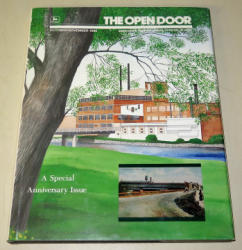 THE OPEN DOOR
A Special
Anniversary Issue